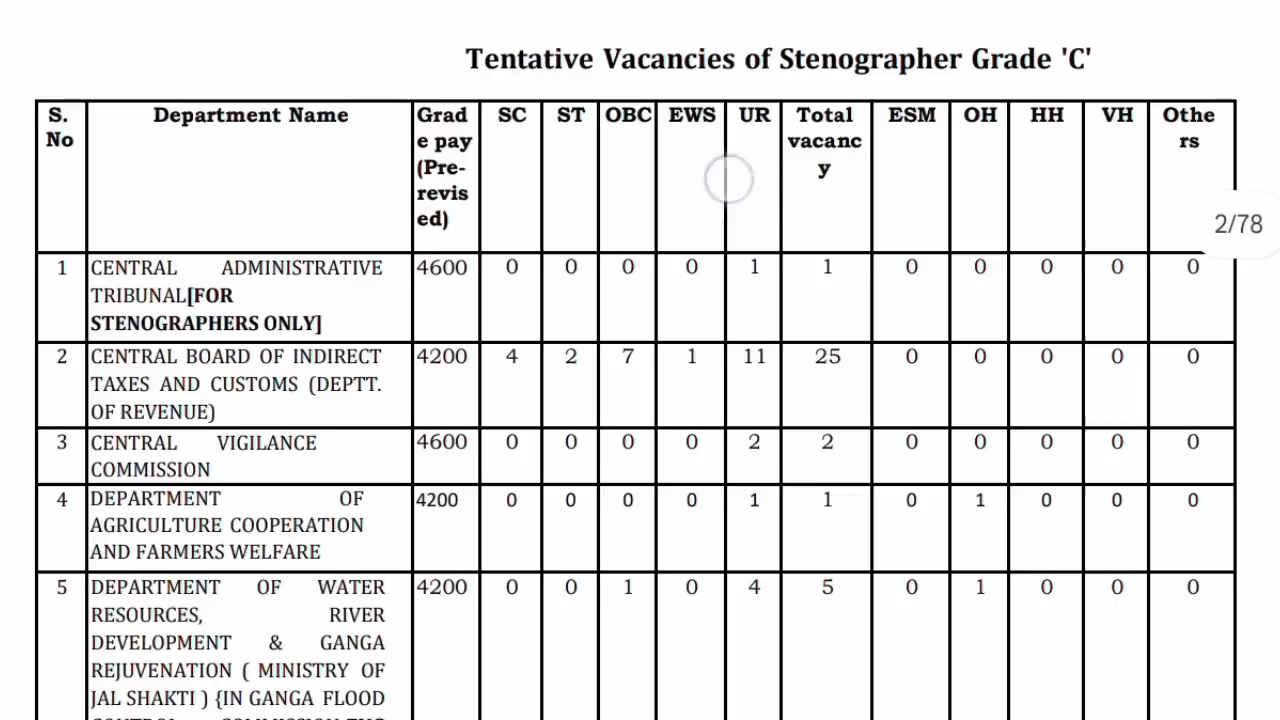 Tentative Vacancies of Stenographer Grade 'C'
S. No Department Name Grad e pay (Pre- revis ed) SC ST OBC EWS UR Total vacanc y ESM OH HH VH Othe rs
2/78
1 CENTRAL ADMINISTRATIVE 4600 0 0 0 0 1 1 0 0 0 0 0
TRIBUNAL[FOR
STENOGRAPHERS ONLY]
2 CENTRAL BOARD OF INDIRECT 4200 4 2 7 1 11 25 0 0 0 0 0
TAXES AND CUSTOMS (DEPTT.
OF REVENUE)
3 CENTRAL VIGILANCE 4600 0 0 0 0 2 2 0 0 0 0 0
COMMISSION
4 DEPARTMENT OF 4200 0 0 0 0 1 1 0 1 0 0 0
AGRICULTURE COOPERATION
AND FARMERS WELFARE
5 DEPARTMENT OF WATER 4200 0 0 1 0 4 5 0 1 0 0 0
RESOURCES, RIVER
DEVELOPMENT & GANGA
REJUVENATION ( MINISTRY OF
JAL SHAKTI ) {IN GANGA FLOOD